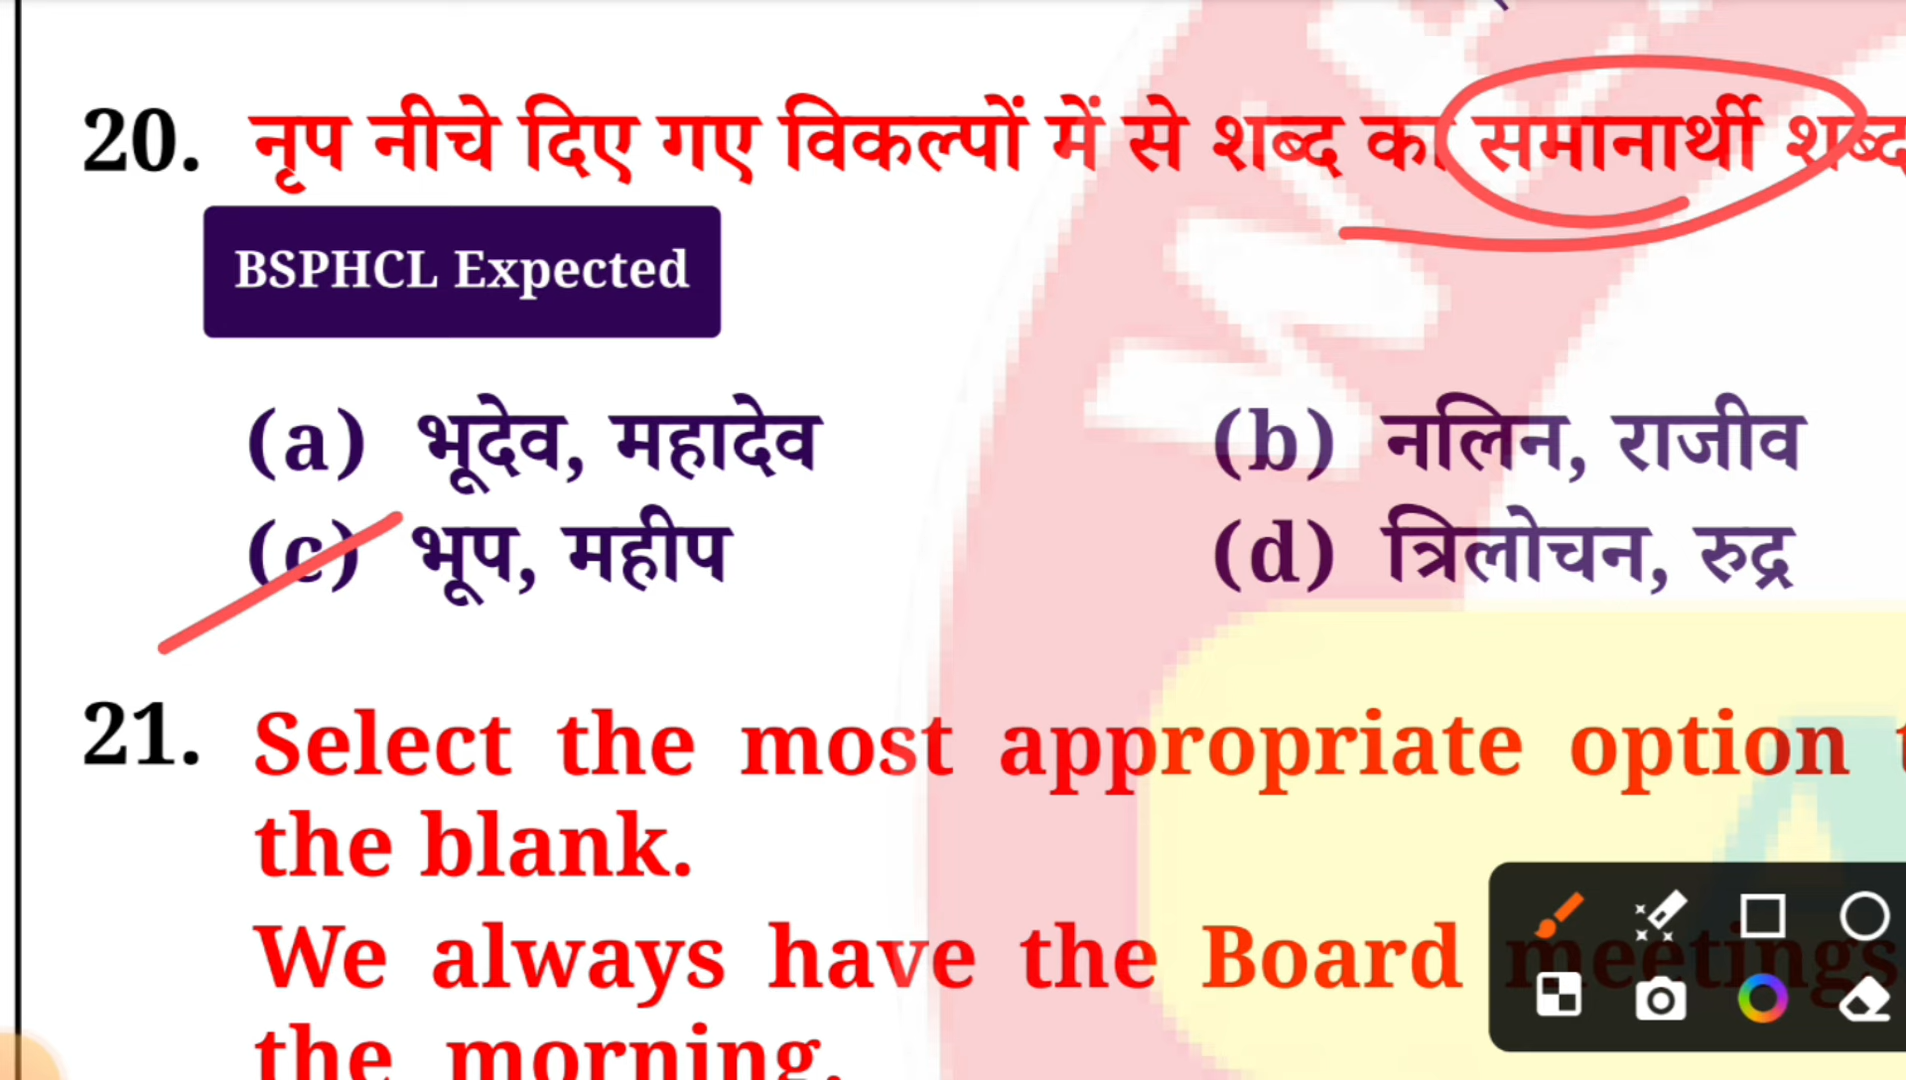 20. नृप नीचे दिए गए विकल्पों में से शब्द का समानार्थी शब्द
BSPHCL Expected
(a) भूदेव, महादेव (b) नलिन, राजीव
(c) भूप, महीप (d) त्रिलोचन, रुद्र
21. Select the most appropriate option
the blank.
We always have the Board meetings
the morning.